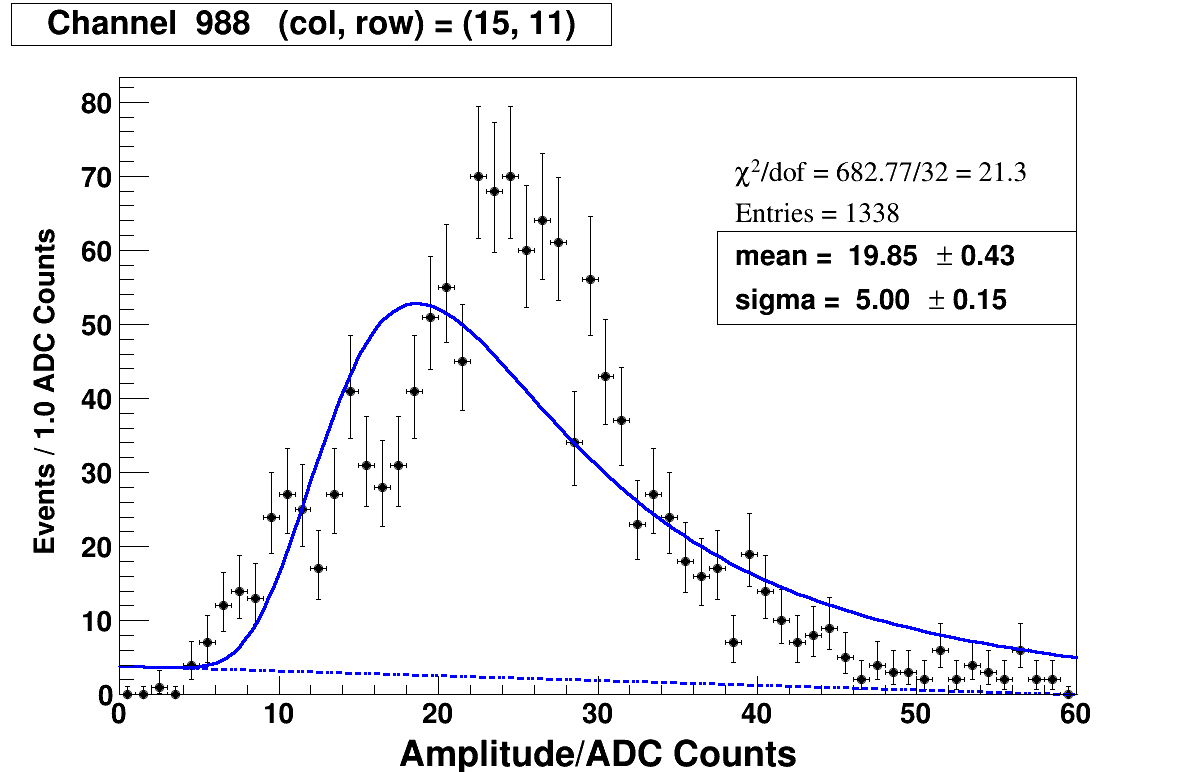 Channel 988 (col, row) = (15, 11)
80
70
60
50
40
30
20
10
0
Events / 1.0 ADC Counts
χ²/dof = 682.77/32 = 21.3
Entries = 1338
mean = 19.85 ± 0.43
sigma = 5.00 ± 0.15
0 10 20 30 40 50 60
Amplitude/ADC Counts